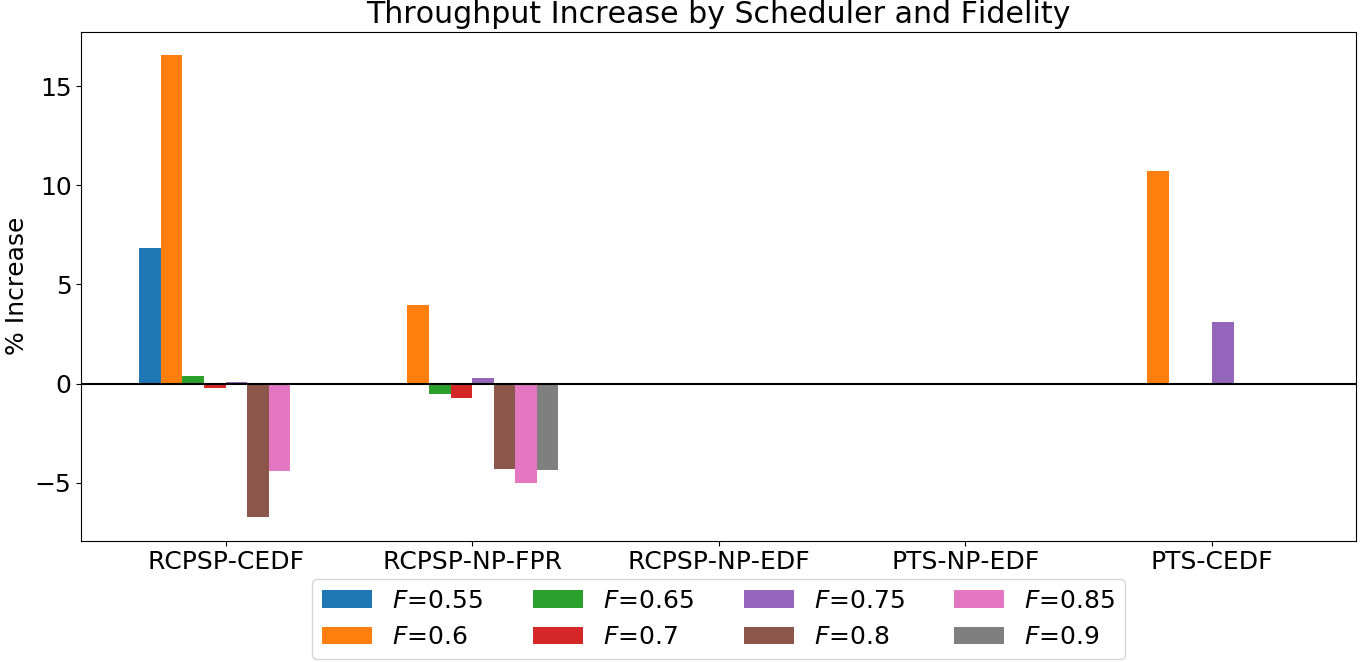 Throughput Increase by Scheduler and Fidelity
% Increase
15
10
5
0
−5
RCPSP-CEDF RCPSP-NP-FPR RCPSP-NP-EDF PTS-NP-EDF PTS-CEDF
F=0.55 F=0.65 F=0.75 F=0.85
F=0.6 F=0.7 F=0.8 F=0.9